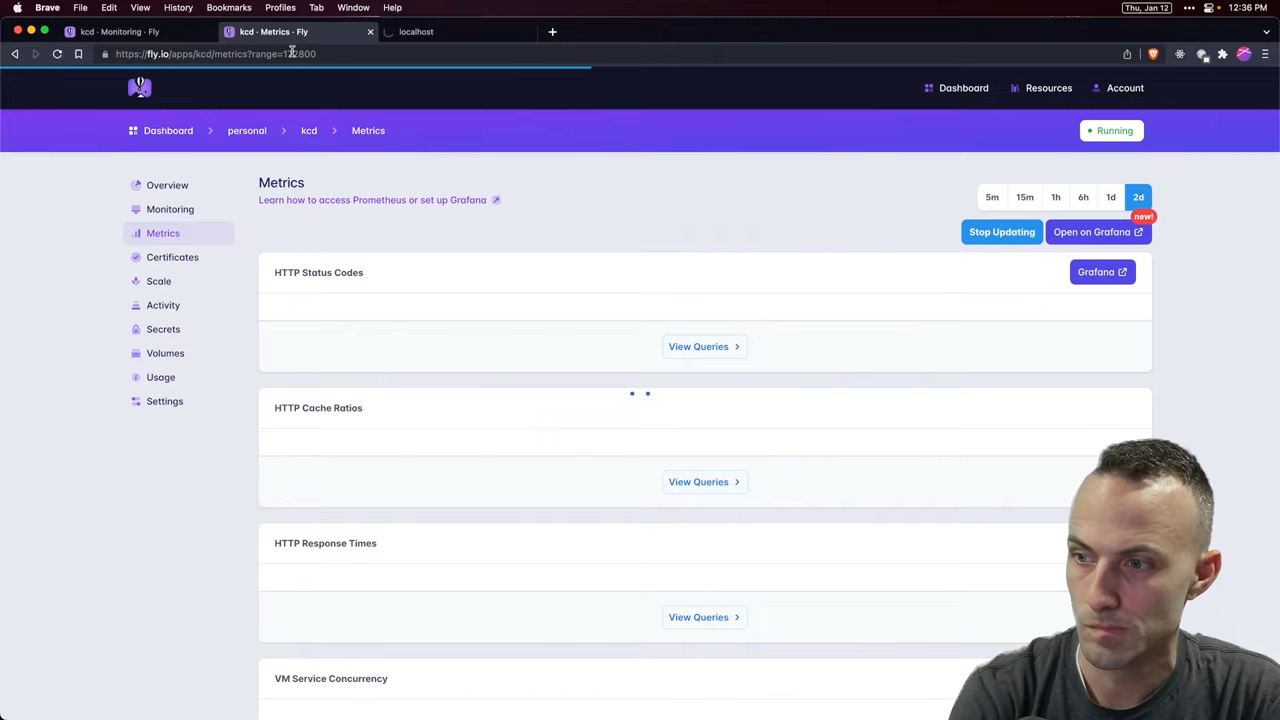 Brave File Edit View History Bookmarks Profiles Tab Window Help Thu, Jan 12 12:36 PM
kcd · Monitoring · Fly kcd · Metrics · Fly localhost
https://fly.io/apps/kcd/metrics?range=172800
Dashboard Resources Account
Dashboard > personal > kcd > Metrics Running
Overview
Monitoring
Metrics
Certificates
Scale
Activity
Secrets
Volumes
Usage
Settings
Metrics
Learn how to access Prometheus or set up Grafana
5m 15m 1h 6h 1d 2d
new!
Stop Updating Open on Grafana
HTTP Status Codes Grafana
View Queries
HTTP Cache Ratios
View Queries
HTTP Response Times
View Queries
VM Service Concurrency